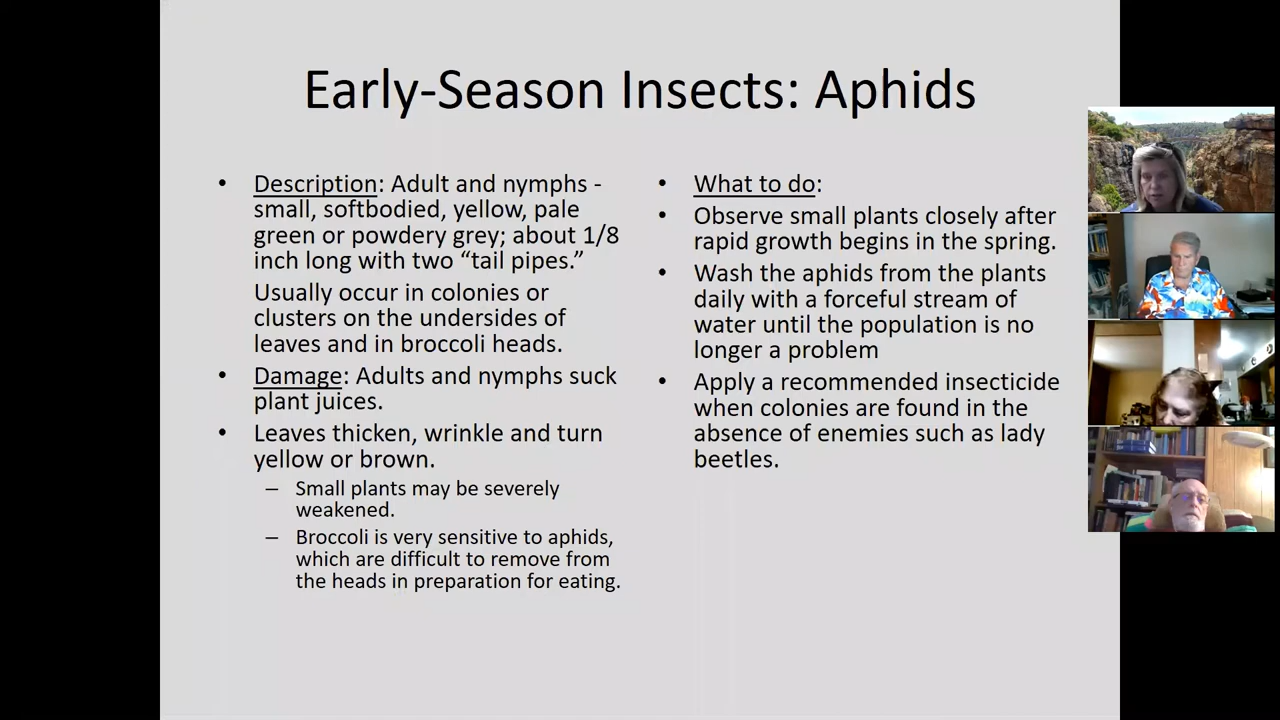 Early-Season Insects: Aphids
• Description: Adult and nymphs -
small, softbodied, yellow, pale
green or powdery grey; about 1/8
inch long with two “tail pipes.”
Usually occur in colonies or
clusters on the undersides of
leaves and in broccoli heads.
• Damage: Adults and nymphs suck
plant juices.
• Leaves thicken, wrinkle and turn
yellow or brown.
– Small plants may be severely
weakened.
– Broccoli is very sensitive to aphids,
which are difficult to remove from
the heads in preparation for eating.
• What to do:
• Observe small plants closely after
rapid growth begins in the spring.
• Wash the aphids from the plants
daily with a forceful stream of
water until the population is no
longer a problem
• Apply a recommended insecticide
when colonies are found in the
absence of enemies such as lady
beetles.